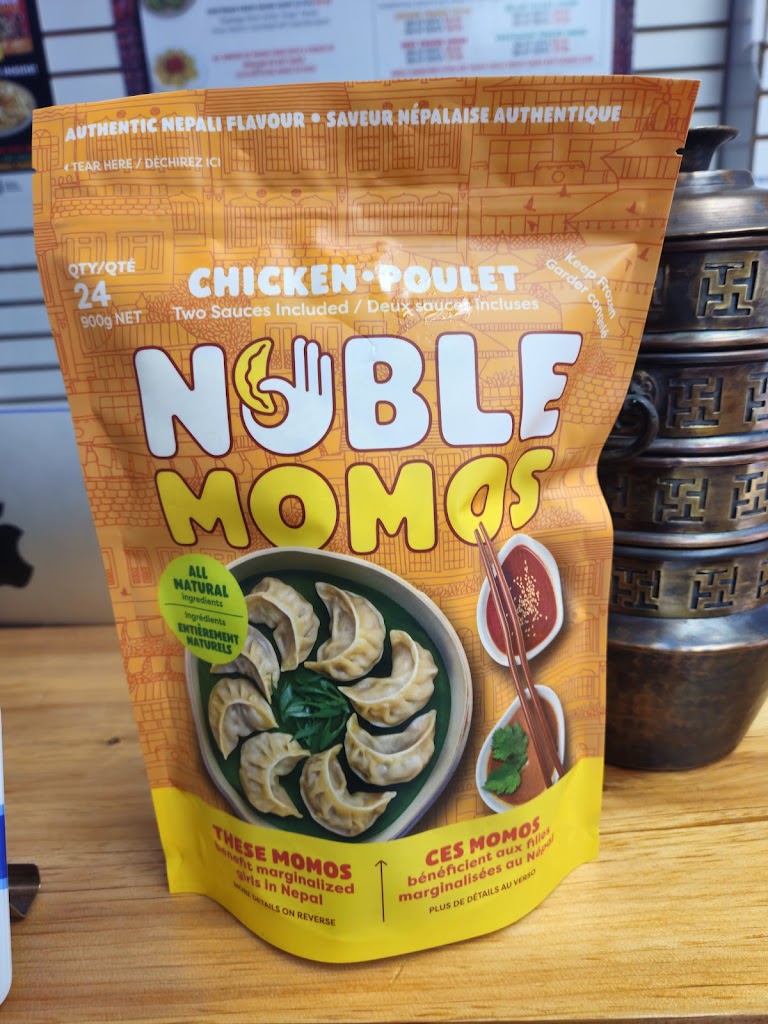 AUTHENTIC NEPALI FLAVOUR • SAVEUR NÉPALAISE AUTHENTIQUE
TEAR HERE / DÉCHIREZ ICI
QTY/QTÉ
24
900g NET
CHICKEN • POULET
Two Sauces Included / Deux sauces incluses
Keep Frozen
Garder congelé
NOBLE
MOMOS
ALL
NATURAL
ingredients
ingrédients
ENTIÈREMENT
NATURELS
THESE MOMOS
benefit marginalized
girls in Nepal
MORE DETAILS ON REVERSE
CES MOMOS
bénéficient aux filles
marginalisées au Népal
PLUS DE DÉTAILS AU VERSO